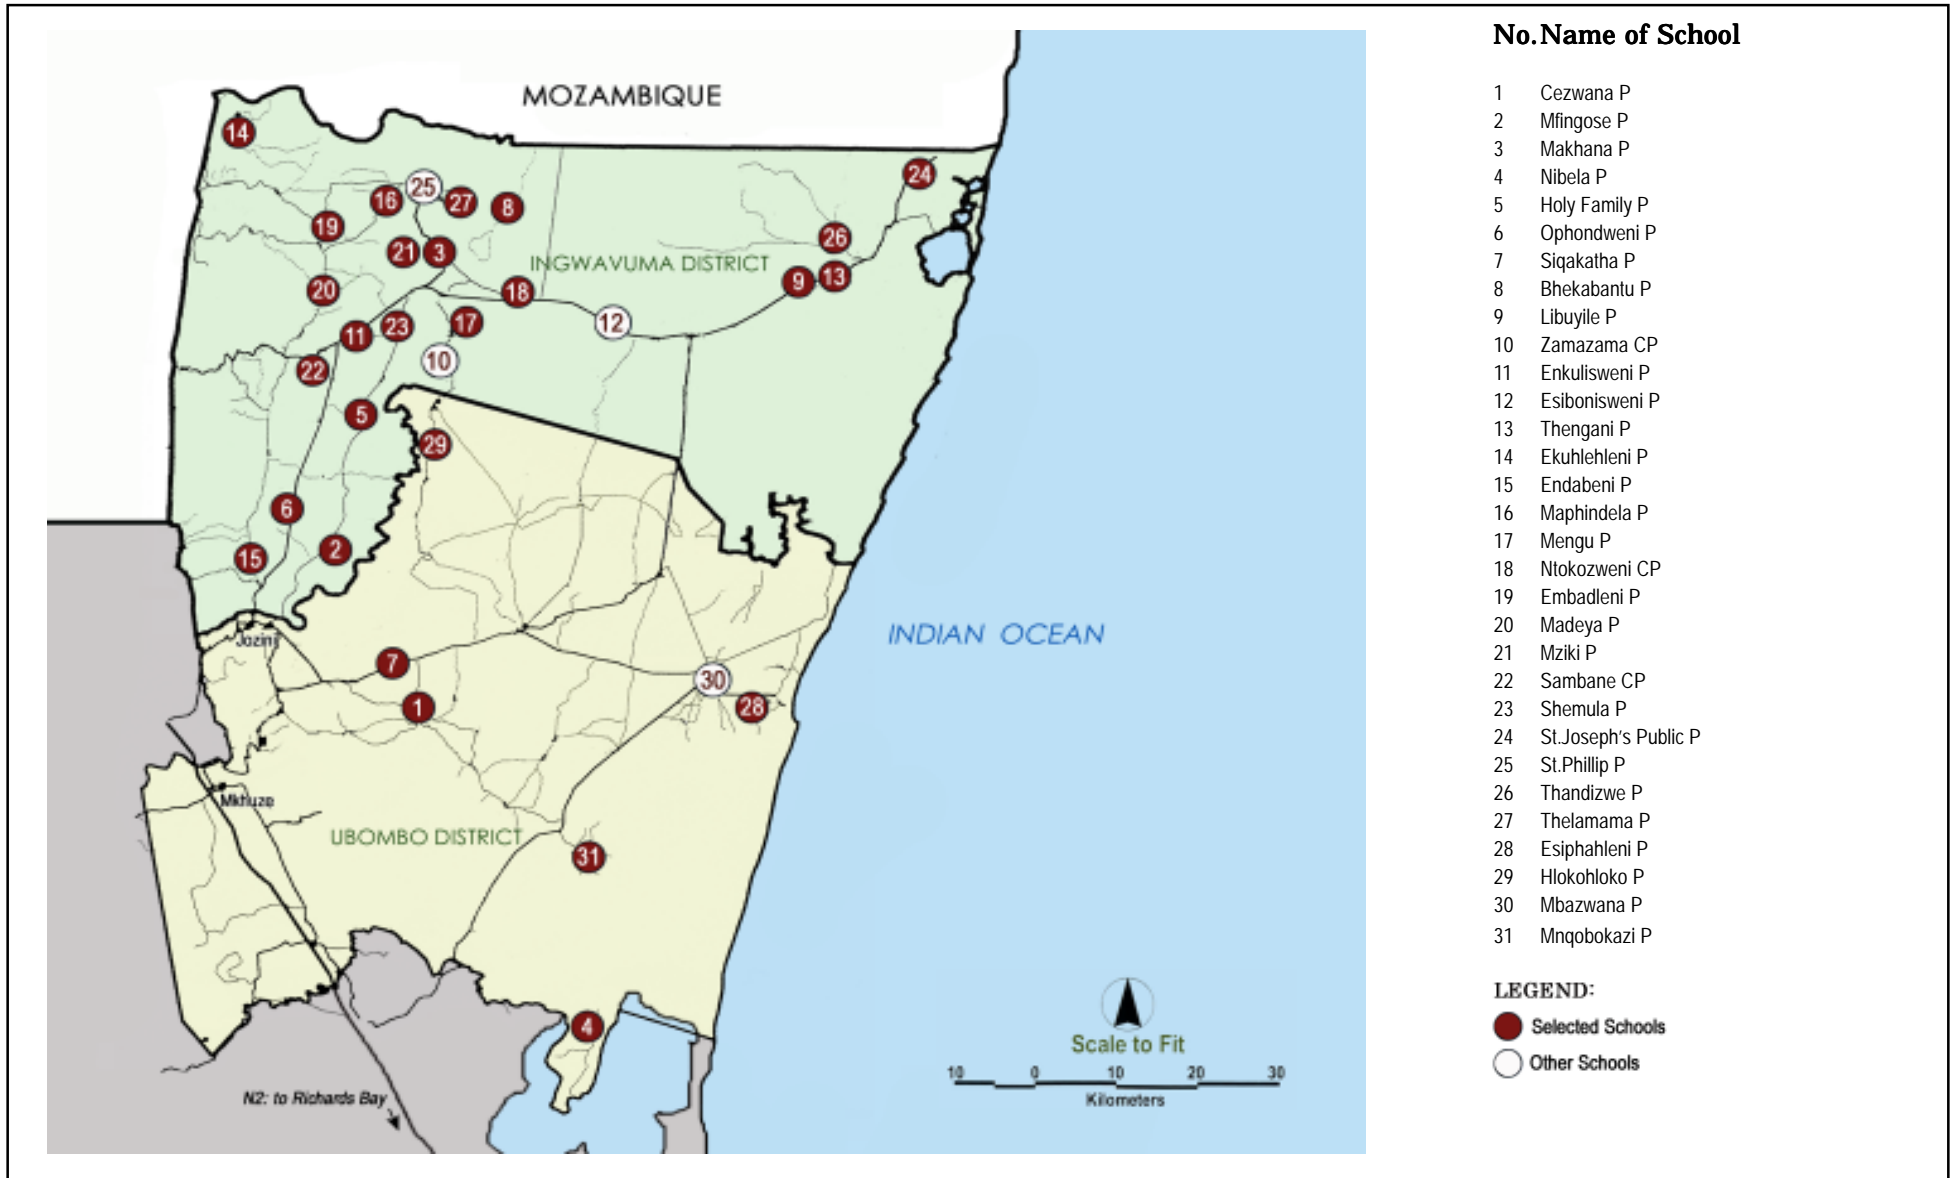 MOZAMBIQUE
14
24
25
16
27
8
19
26
21
3
INGWAVUMA DISTRICT
9
13
20
18
12
11
23
17
10
22
5
29
6
2
15
Jozini
INDIAN OCEAN
7
30
1
28
Mkhuze
UBOMBO DISTRICT
31
4
N2: to Richards Bay
Scale to Fit
10 0 10 20 30
Kilometers
No. Name of School
1 Cezwana P
2 Mfingose P
3 Makhana P
4 Nibela P
5 Holy Family P
6 Ophondweni P
7 Siqakatha P
8 Bhekabantu P
9 Libuyile P
10 Zamazama CP
11 Enkulisweni P
12 Esibonisweni P
13 Thengani P
14 Ekuhlehleni P
15 Endabeni P
16 Maphindela P
17 Mengu P
18 Ntokozweni CP
19 Embadleni P
20 Madeya P
21 Mziki P
22 Sambane CP
23 Shemula P
24 St.Joseph's Public P
25 St.Phillip P
26 Thandizwe P
27 Thelamama P
28 Esiphahleni P
29 Hlokohloko P
30 Mbazwana P
31 Mnqobokazi P
LEGEND:
Selected Schools
Other Schools